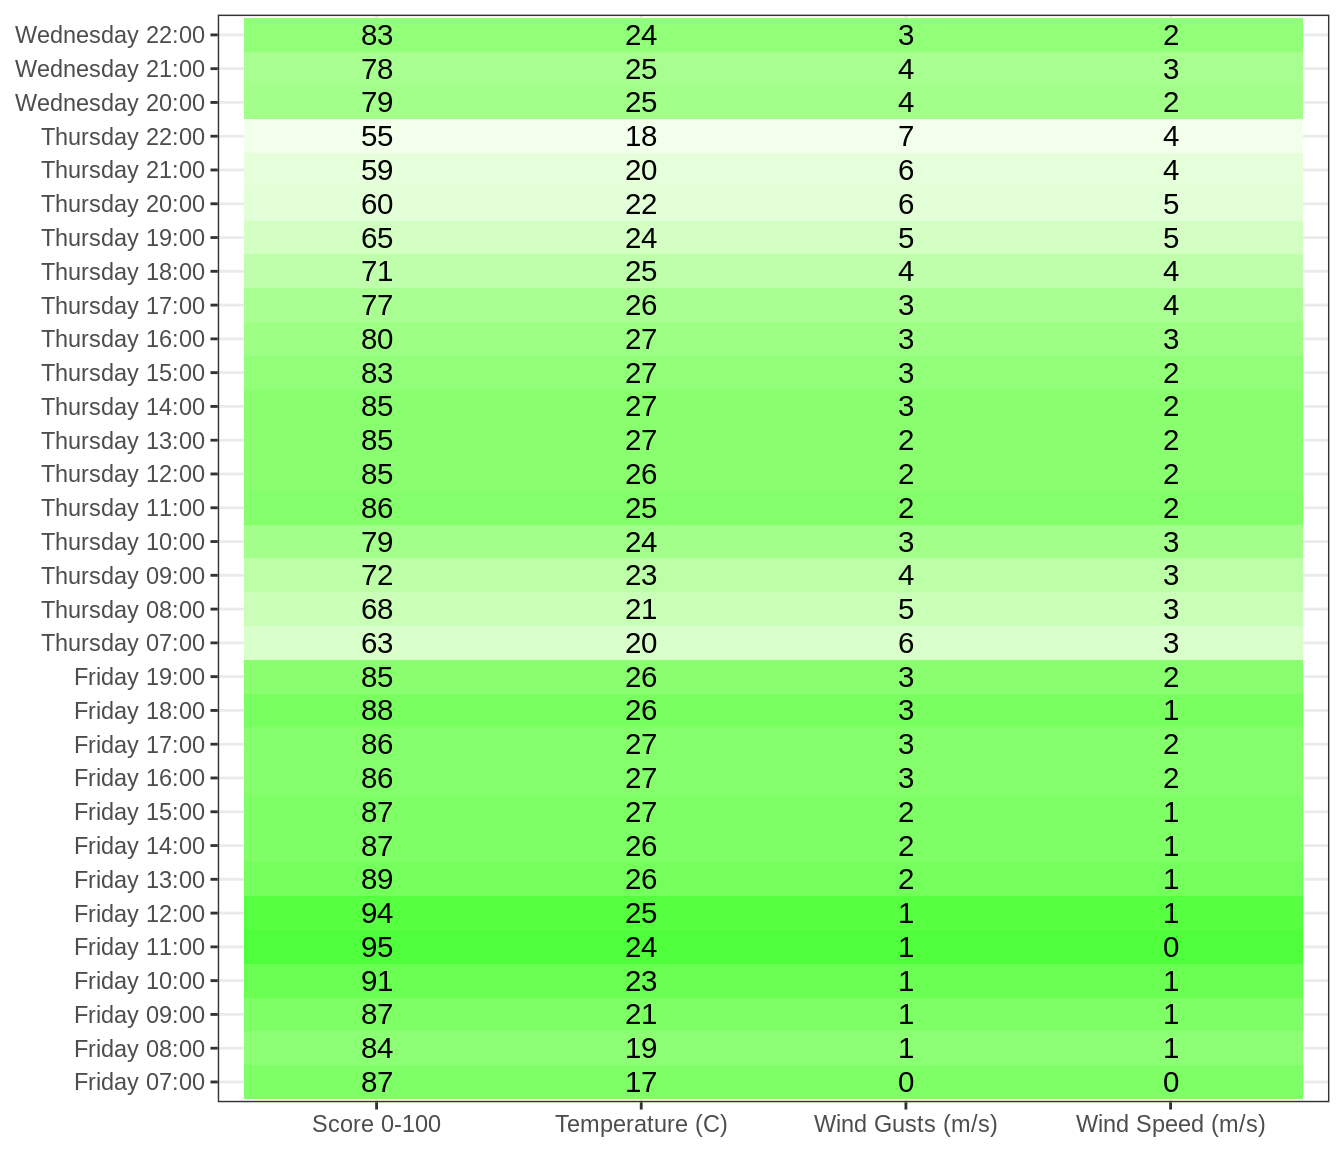 Wednesday 22:00 83 24 3 2
Wednesday 21:00 78 25 4 3
Wednesday 20:00 79 25 4 2
Thursday 22:00 55 18 7 4
Thursday 21:00 59 20 6 4
Thursday 20:00 60 22 6 5
Thursday 19:00 65 24 5 5
Thursday 18:00 71 25 4 4
Thursday 17:00 77 26 3 4
Thursday 16:00 80 27 3 3
Thursday 15:00 83 27 3 2
Thursday 14:00 85 27 3 2
Thursday 13:00 85 27 2 2
Thursday 12:00 85 26 2 2
Thursday 11:00 86 25 2 2
Thursday 10:00 79 24 3 3
Thursday 09:00 72 23 4 3
Thursday 08:00 68 21 5 3
Thursday 07:00 63 20 6 3
Friday 19:00 85 26 3 2
Friday 18:00 88 26 3 1
Friday 17:00 86 27 3 2
Friday 16:00 86 27 3 2
Friday 15:00 87 27 2 1
Friday 14:00 87 26 2 1
Friday 13:00 89 26 2 1
Friday 12:00 94 25 1 1
Friday 11:00 95 24 1 0
Friday 10:00 91 23 1 1
Friday 09:00 87 21 1 1
Friday 08:00 84 19 1 1
Friday 07:00 87 17 0 0
Score 0-100 Temperature (C) Wind Gusts (m/s) Wind Speed (m/s)